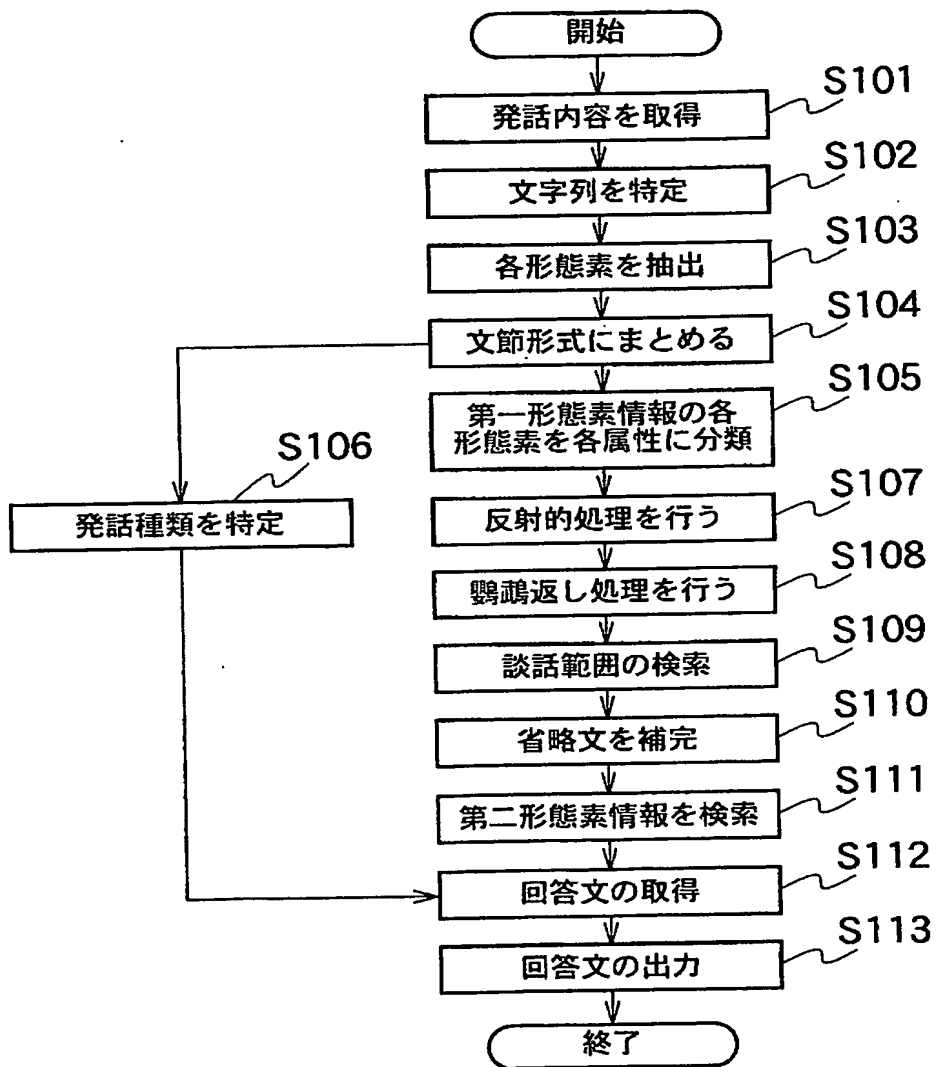 開始
S101
発話内容を取得
S102
文字列を特定
S103
各形態素を抽出
S104
文節形式にまとめる
S105
第一形態素情報の各
形態素を各属性に分類
S106
発話種類を特定
S107
反射的処理を行う
S108
鸚鵡返し処理を行う
S109
談話範囲の検索
S110
省略文を補完
S111
第二形態素情報を検索
S112
回答文の取得
S113
回答文の出力
終了